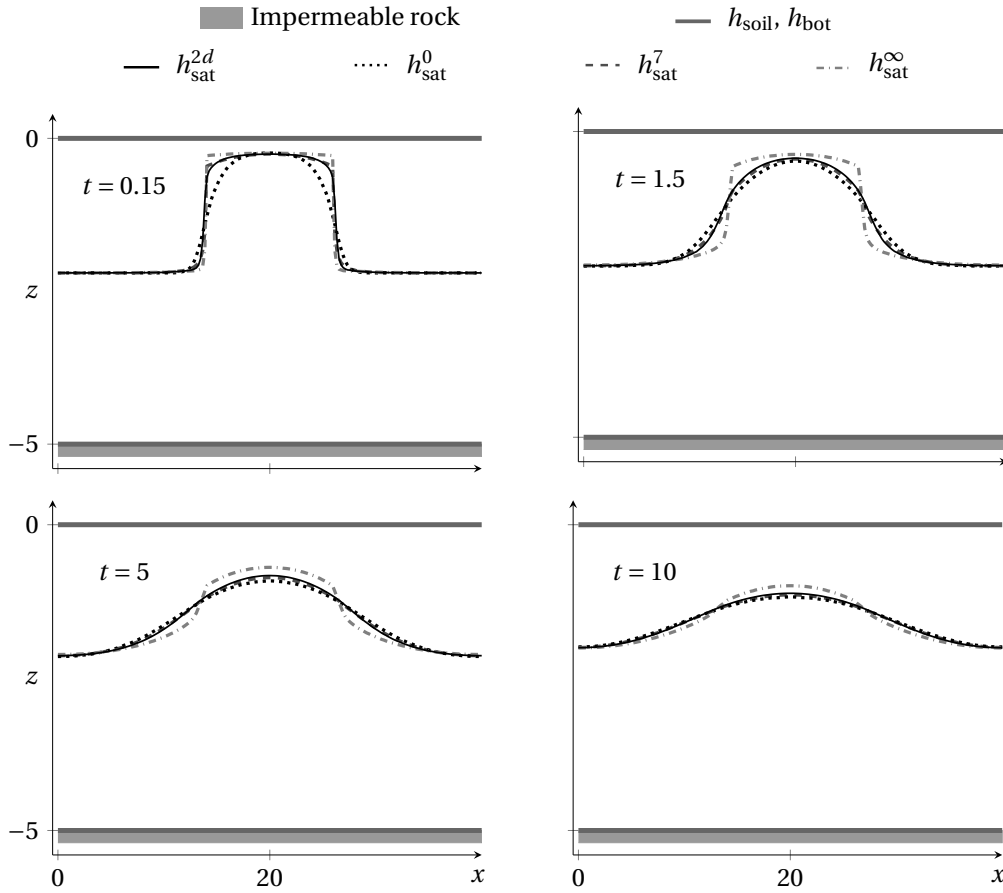 Impermeable rock h_soil, h_bot
h_sat^2d h_sat^0 h_sat^7 h_sat^∞
0
t = 0.15
t = 1.5
z
−5
20
0
t = 5
t = 10
z
−5
0 20 x
0 20 x